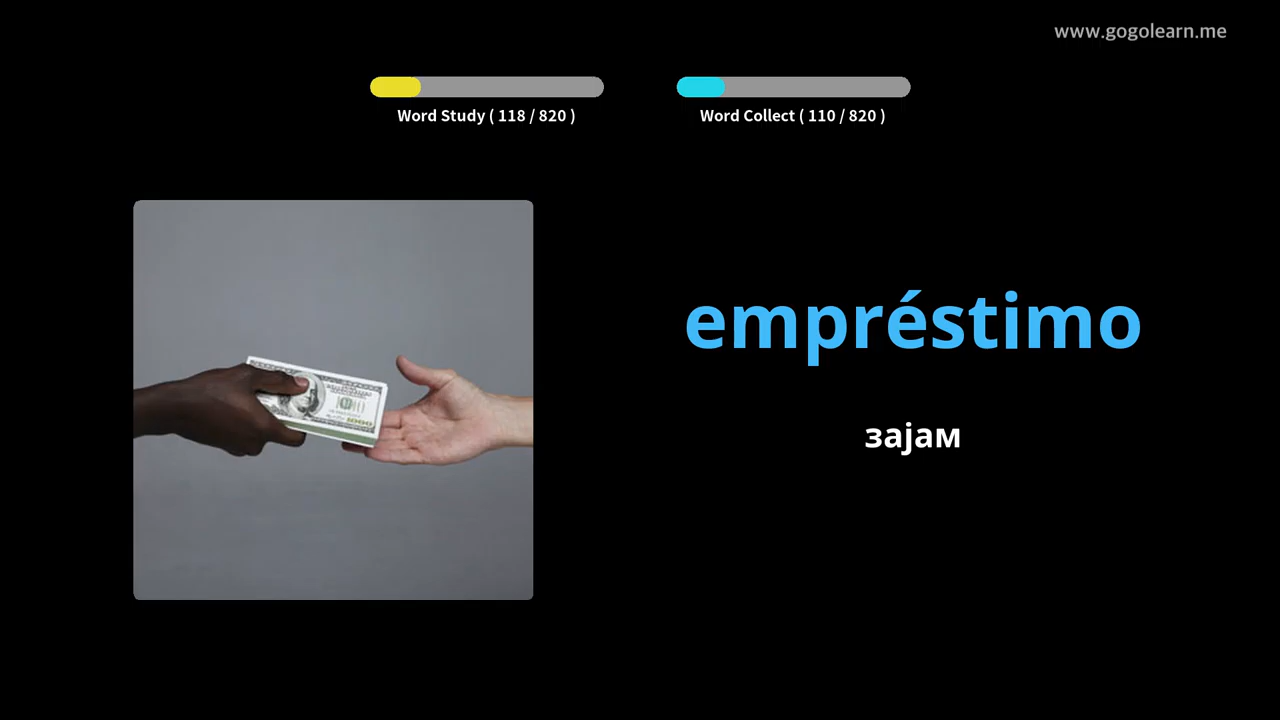 www.gogolearn.me
Word Study ( 118 / 820 )
Word Collect ( 110 / 820 )
empréstimo
зајам